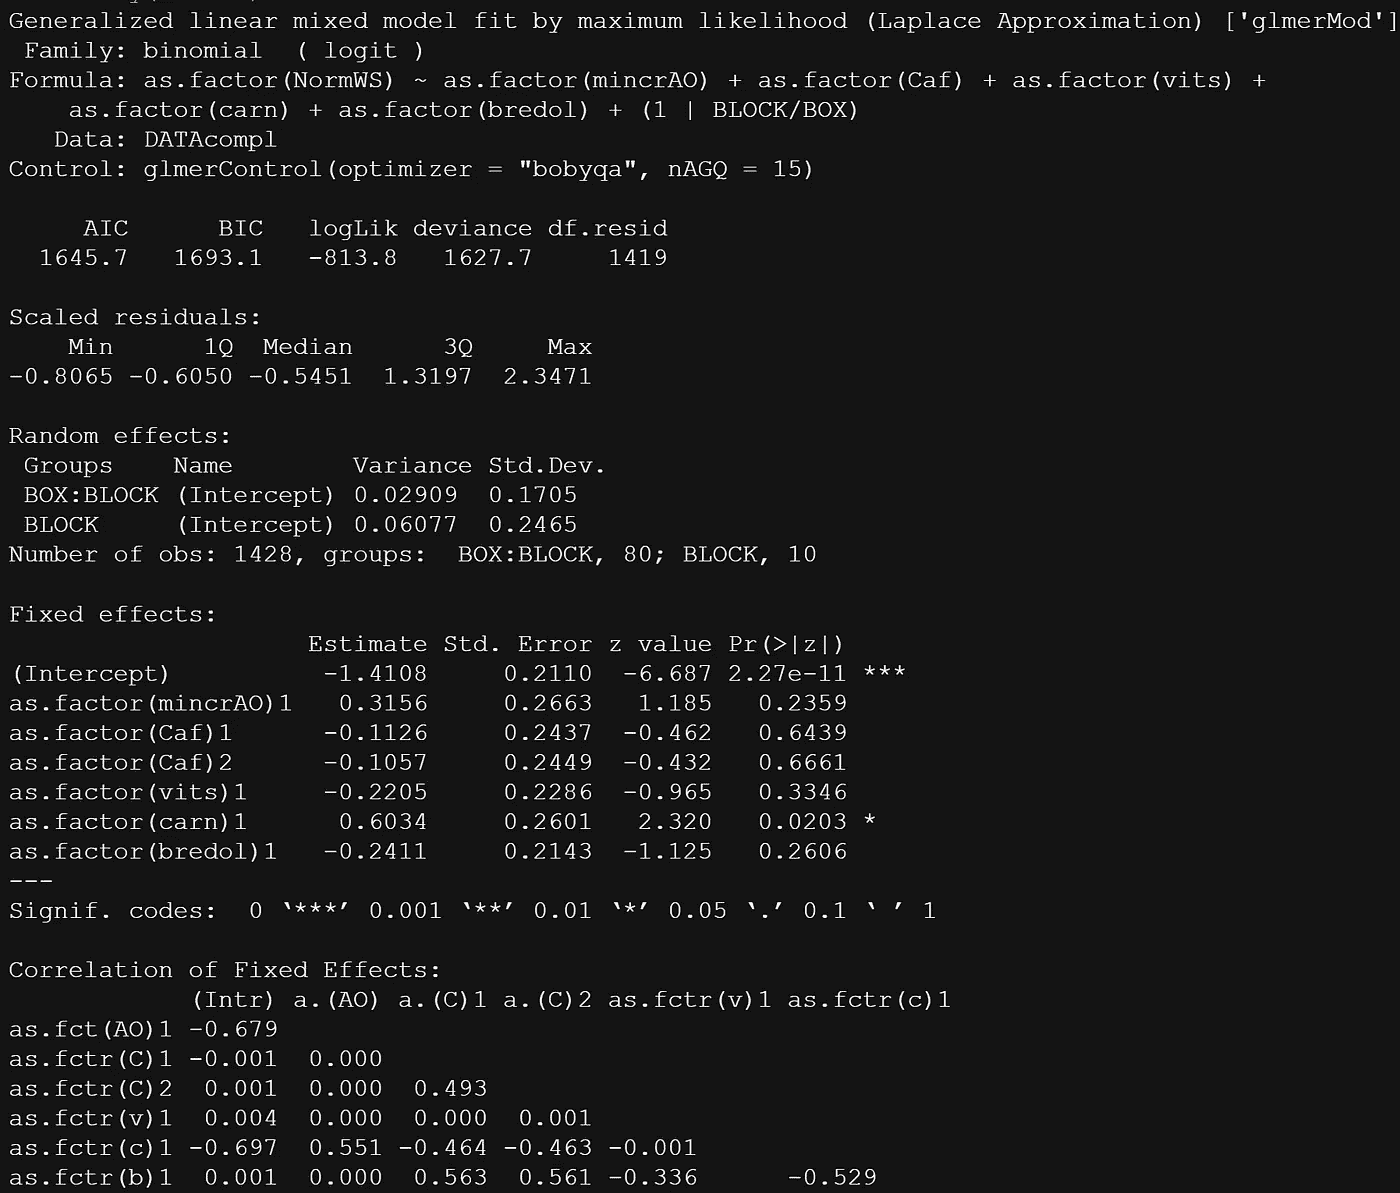 Generalized linear mixed model fit by maximum likelihood (Laplace Approximation) ['glmerMod']
 Family: binomial  ( logit )
Formula: as.factor(NormWS) ~ as.factor(mincrAO) + as.factor(Caf) + as.factor(vits) +
    as.factor(carn) + as.factor(bredol) + (1 | BLOCK/BOX)
   Data: DATAcompl
Control: glmerControl(optimizer = "bobyqa", nAGQ = 15)

     AIC      BIC   logLik deviance df.resid
  1645.7   1693.1   -813.8   1627.7     1419

Scaled residuals:
    Min      1Q  Median      3Q     Max
-0.8065 -0.6050 -0.5451  1.3197  2.3471

Random effects:
 Groups    Name        Variance Std.Dev.
 BOX:BLOCK (Intercept) 0.02909  0.1705
 BLOCK     (Intercept) 0.06077  0.2465
Number of obs: 1428, groups:  BOX:BLOCK, 80; BLOCK, 10

Fixed effects:
                    Estimate Std. Error z value Pr(>|z|)
(Intercept)          -1.4108     0.2110  -6.687 2.27e-11 ***
as.factor(mincrAO)1   0.3156     0.2663   1.185   0.2359
as.factor(Caf)1      -0.1126     0.2437  -0.462   0.6439
as.factor(Caf)2      -0.1057     0.2449  -0.432   0.6661
as.factor(vits)1     -0.2205     0.2286  -0.965   0.3346
as.factor(carn)1      0.6034     0.2601   2.320   0.0203 *
as.factor(bredol)1   -0.2411     0.2143  -1.125   0.2606
---
Signif. codes:  0 ‘***’ 0.001 ‘**’ 0.01 ‘*’ 0.05 ‘.’ 0.1 ‘ ’ 1

Correlation of Fixed Effects:
            (Intr) a.(AO) a.(C)1 a.(C)2 as.fctr(v)1 as.fctr(c)1
as.fct(AO)1 -0.679
as.fctr(C)1 -0.001  0.000
as.fctr(C)2  0.001  0.000  0.493
as.fctr(v)1  0.004  0.000  0.000  0.001
as.fctr(c)1 -0.697  0.551 -0.464 -0.463 -0.001
as.fctr(b)1  0.001  0.000  0.563  0.561 -0.336      -0.529